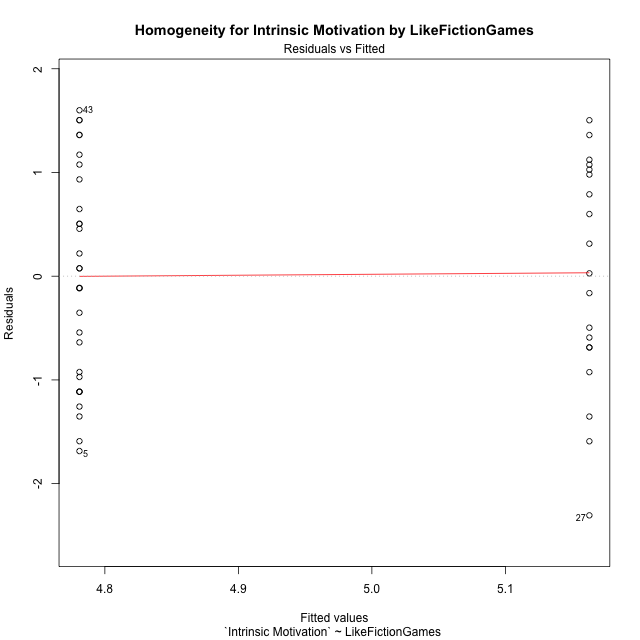 Homogeneity for Intrinsic Motivation by LikeFictionGames
Residuals vs Fitted
2
1
0
-1
-2
Residuals
43
5
27
4.8 4.9 5.0 5.1
Fitted values
`Intrinsic Motivation` ~ LikeFictionGames